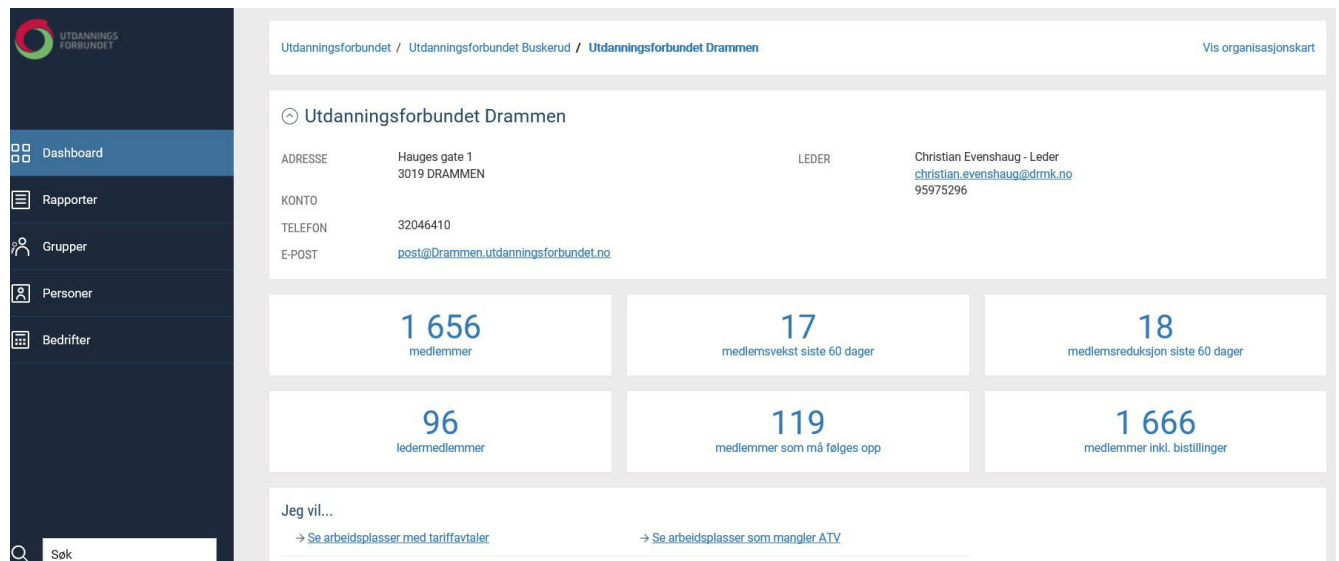 UTDANNINGS
FORBUNDET
Dashboard
Rapporter
Grupper
Personer
Bedrifter
Søk
Utdanningsforbundet / Utdanningsforbundet Buskerud / Utdanningsforbundet Drammen
Vis organisasjonskart
Utdanningsforbundet Drammen
ADRESSE
Hauges gate 1
3019 DRAMMEN
KONTO
TELEFON
32046410
E-POST
post@Drammen.utdanningsforbundet.no
LEDER
Christian Evenshaug - Leder
christian.evenshaug@drmk.no
95975296
1 656
medlemmer
17
medlemsvekst siste 60 dager
18
medlemsreduksjon siste 60 dager
96
ledermedlemmer
119
medlemmer som må følges opp
1 666
medlemmer inkl. bistillinger
Jeg vil...
→ Se arbeidsplasser med tariffavtaler
→ Se arbeidsplasser som mangler ATV